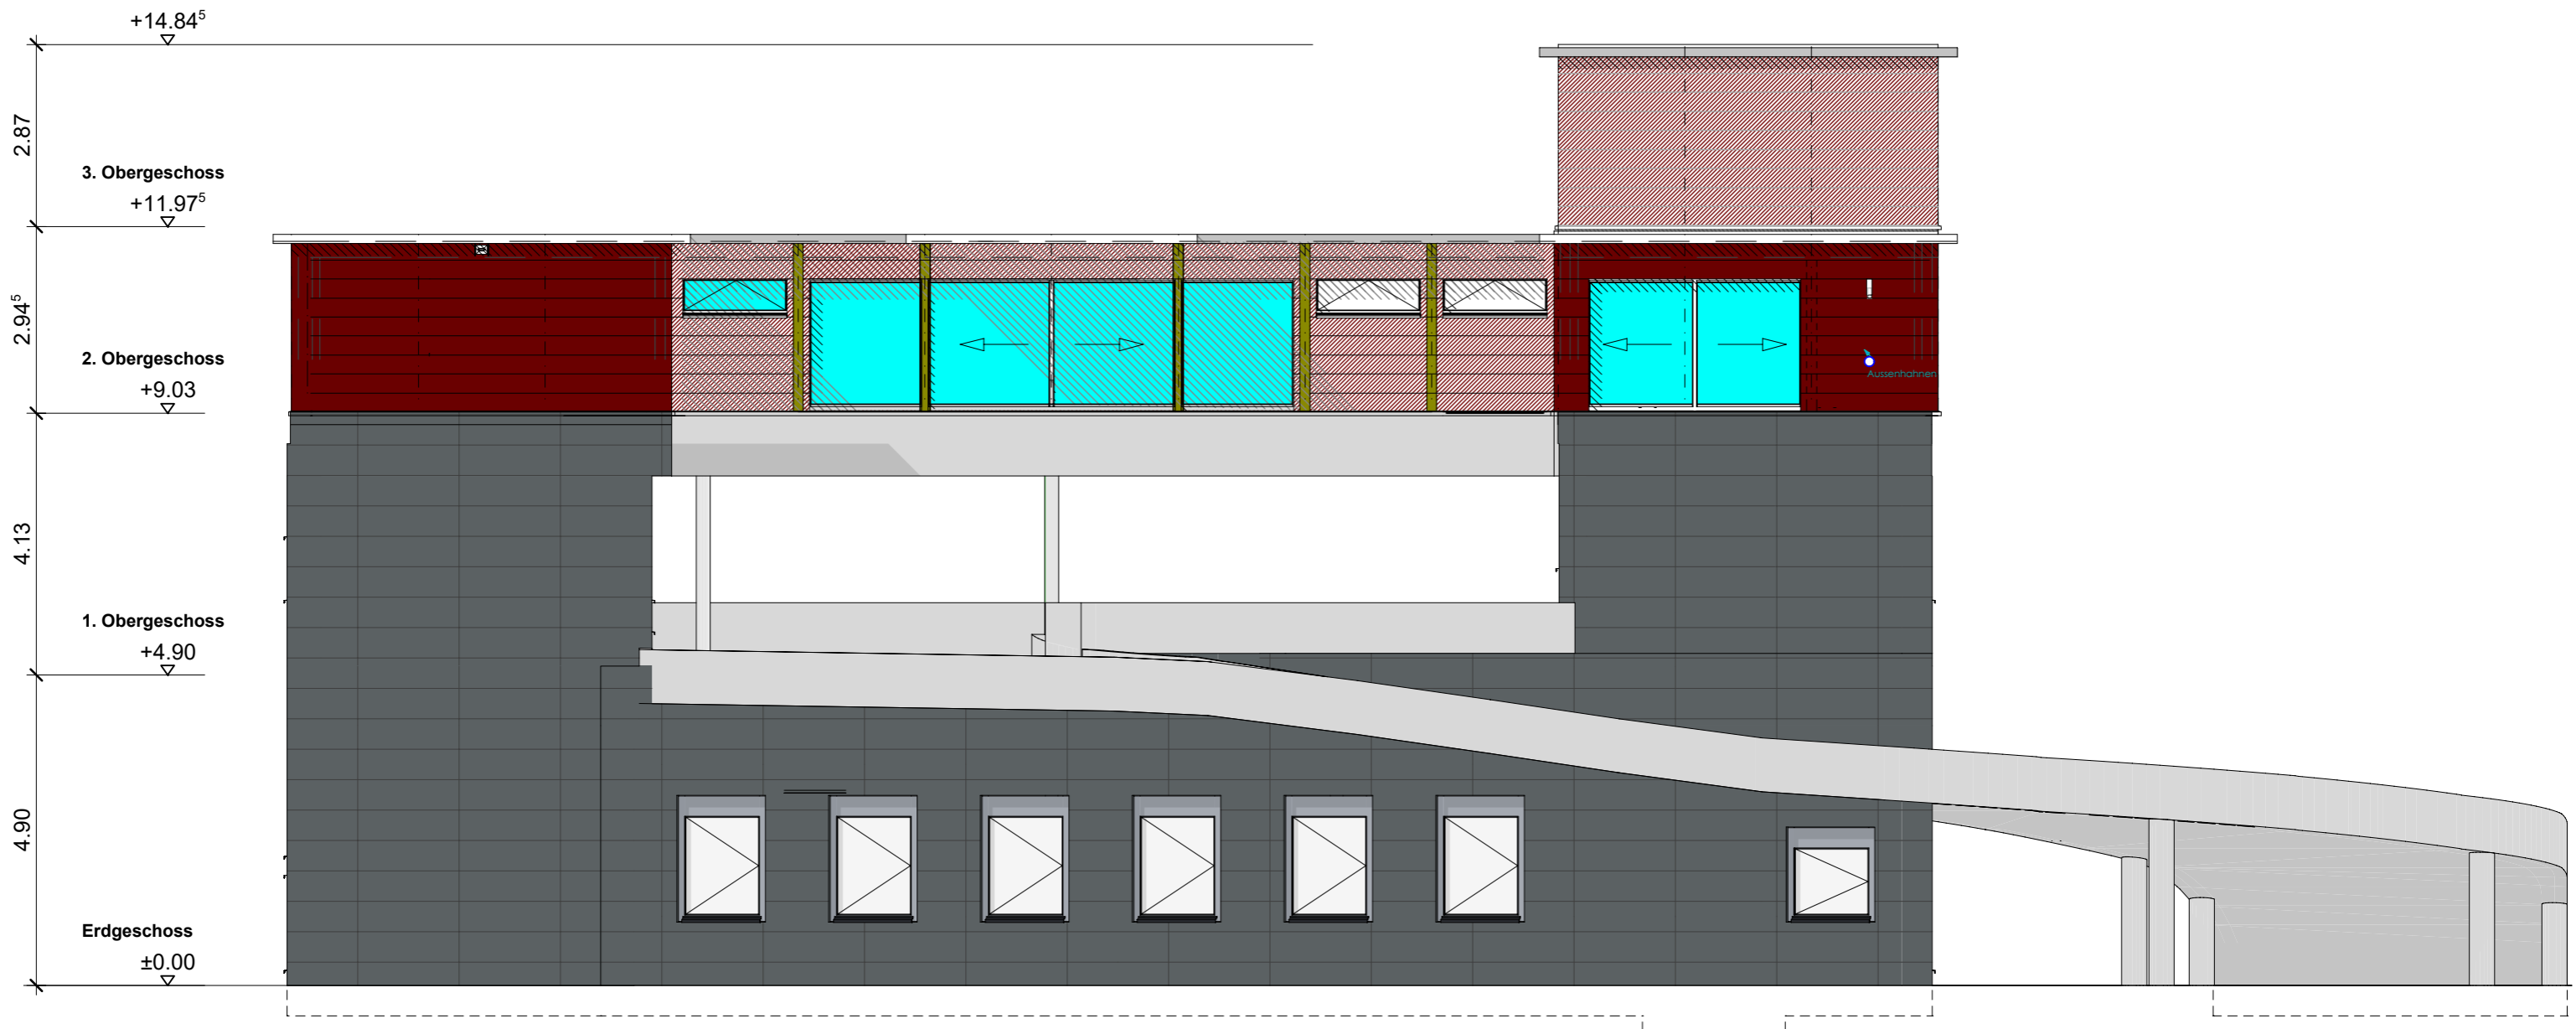 +14.84⁵
2.87
3. Obergeschoss
+11.97⁵
2.94⁵
2. Obergeschoss
+9.03
Aussenhahnen
4.13
1. Obergeschoss
+4.90
4.90
Erdgeschoss
±0.00